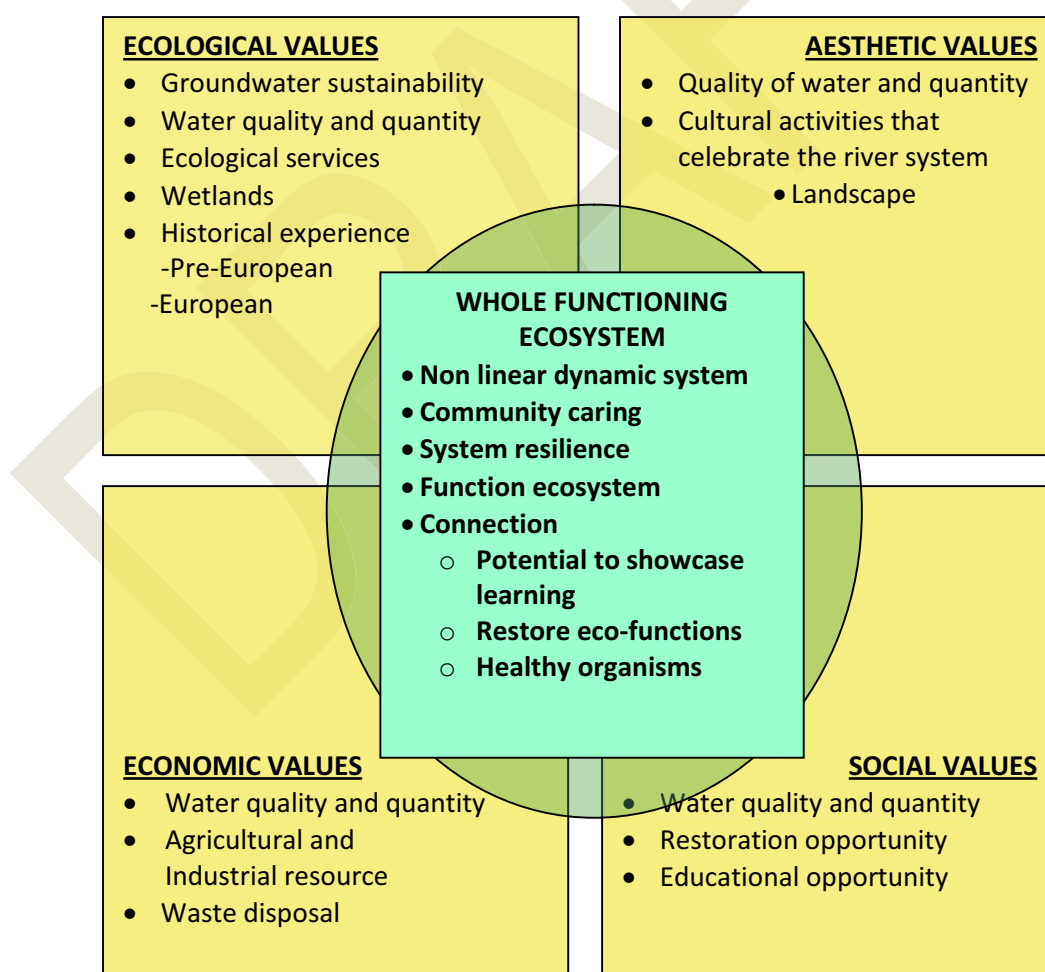 ECOLOGICAL VALUES
• Groundwater sustainability
• Water quality and quantity
• Ecological services
• Wetlands
• Historical experience
-Pre-European
-European
AESTHETIC VALUES
• Quality of water and quantity
• Cultural activities that
celebrate the river system
• Landscape
WHOLE FUNCTIONING
ECOSYSTEM
• Non linear dynamic system
• Community caring
• System resilience
• Function ecosystem
• Connection
o Potential to showcase
learning
o Restore eco-functions
o Healthy organisms
ECONOMIC VALUES
• Water quality and quantity
• Agricultural and
Industrial resource
• Waste disposal
SOCIAL VALUES
• Water quality and quantity
• Restoration opportunity
• Educational opportunity